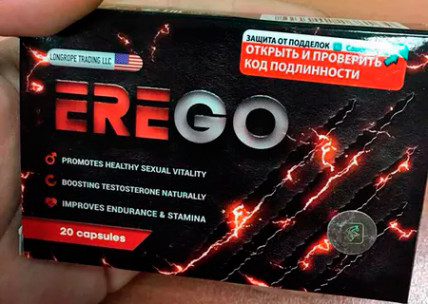 LONGROPE TRADING LLC
ЗАЩИТА ОТ ПОДДЕЛОК
ОТКРЫТЬ И ПРОВЕРИТЬ
КОД ПОДЛИННОСТИ
EREGO
PROMOTES HEALTHY SEXUAL VITALITY
BOOSTING TESTOSTERONE NATURALLY
IMPROVES ENDURANCE & STAMINA
20 capsules